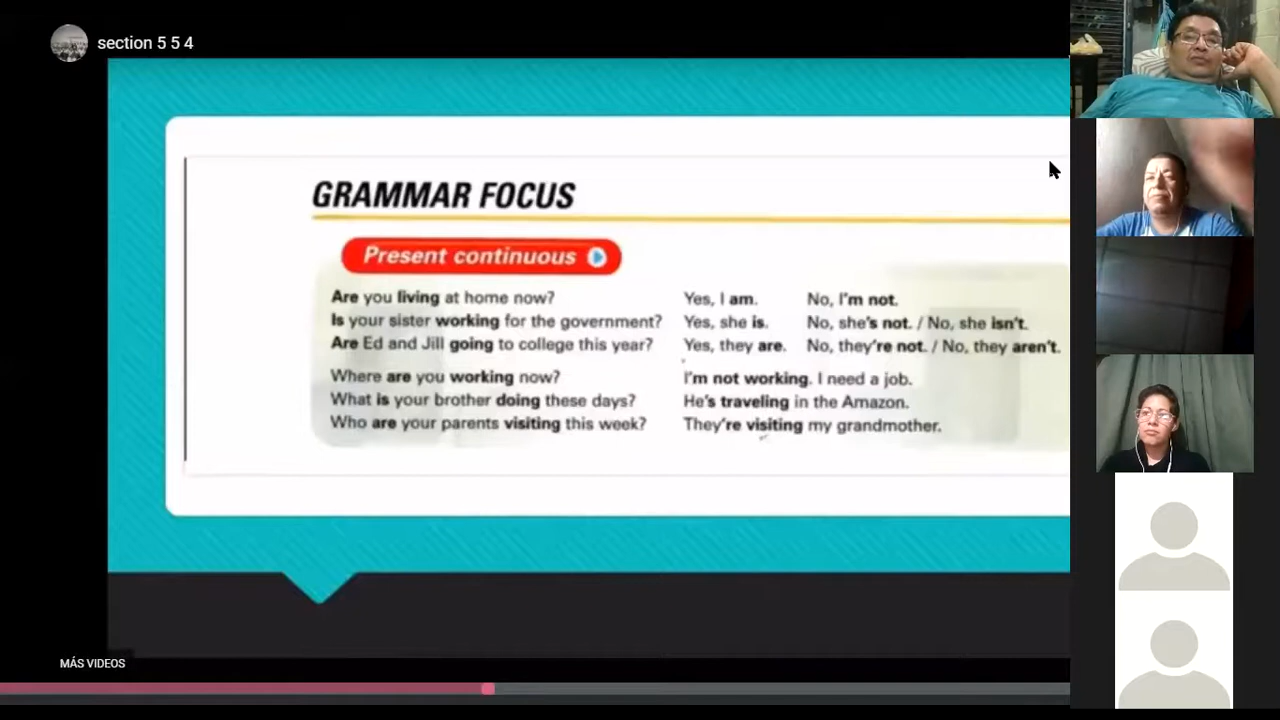 section 5 5 4
GRAMMAR FOCUS
Present continuous
Are you living at home now? Yes, I am. No, I'm not.
Is your sister working for the government? Yes, she is. No, she's not. / No, she isn't.
Are Ed and Jill going to college this year? Yes, they are. No, they're not. / No, they aren't.
Where are you working now? I'm not working. I need a job.
What is your brother doing these days? He's traveling in the Amazon.
Who are your parents visiting this week? They're visiting my grandmother.
MÁS VIDEOS